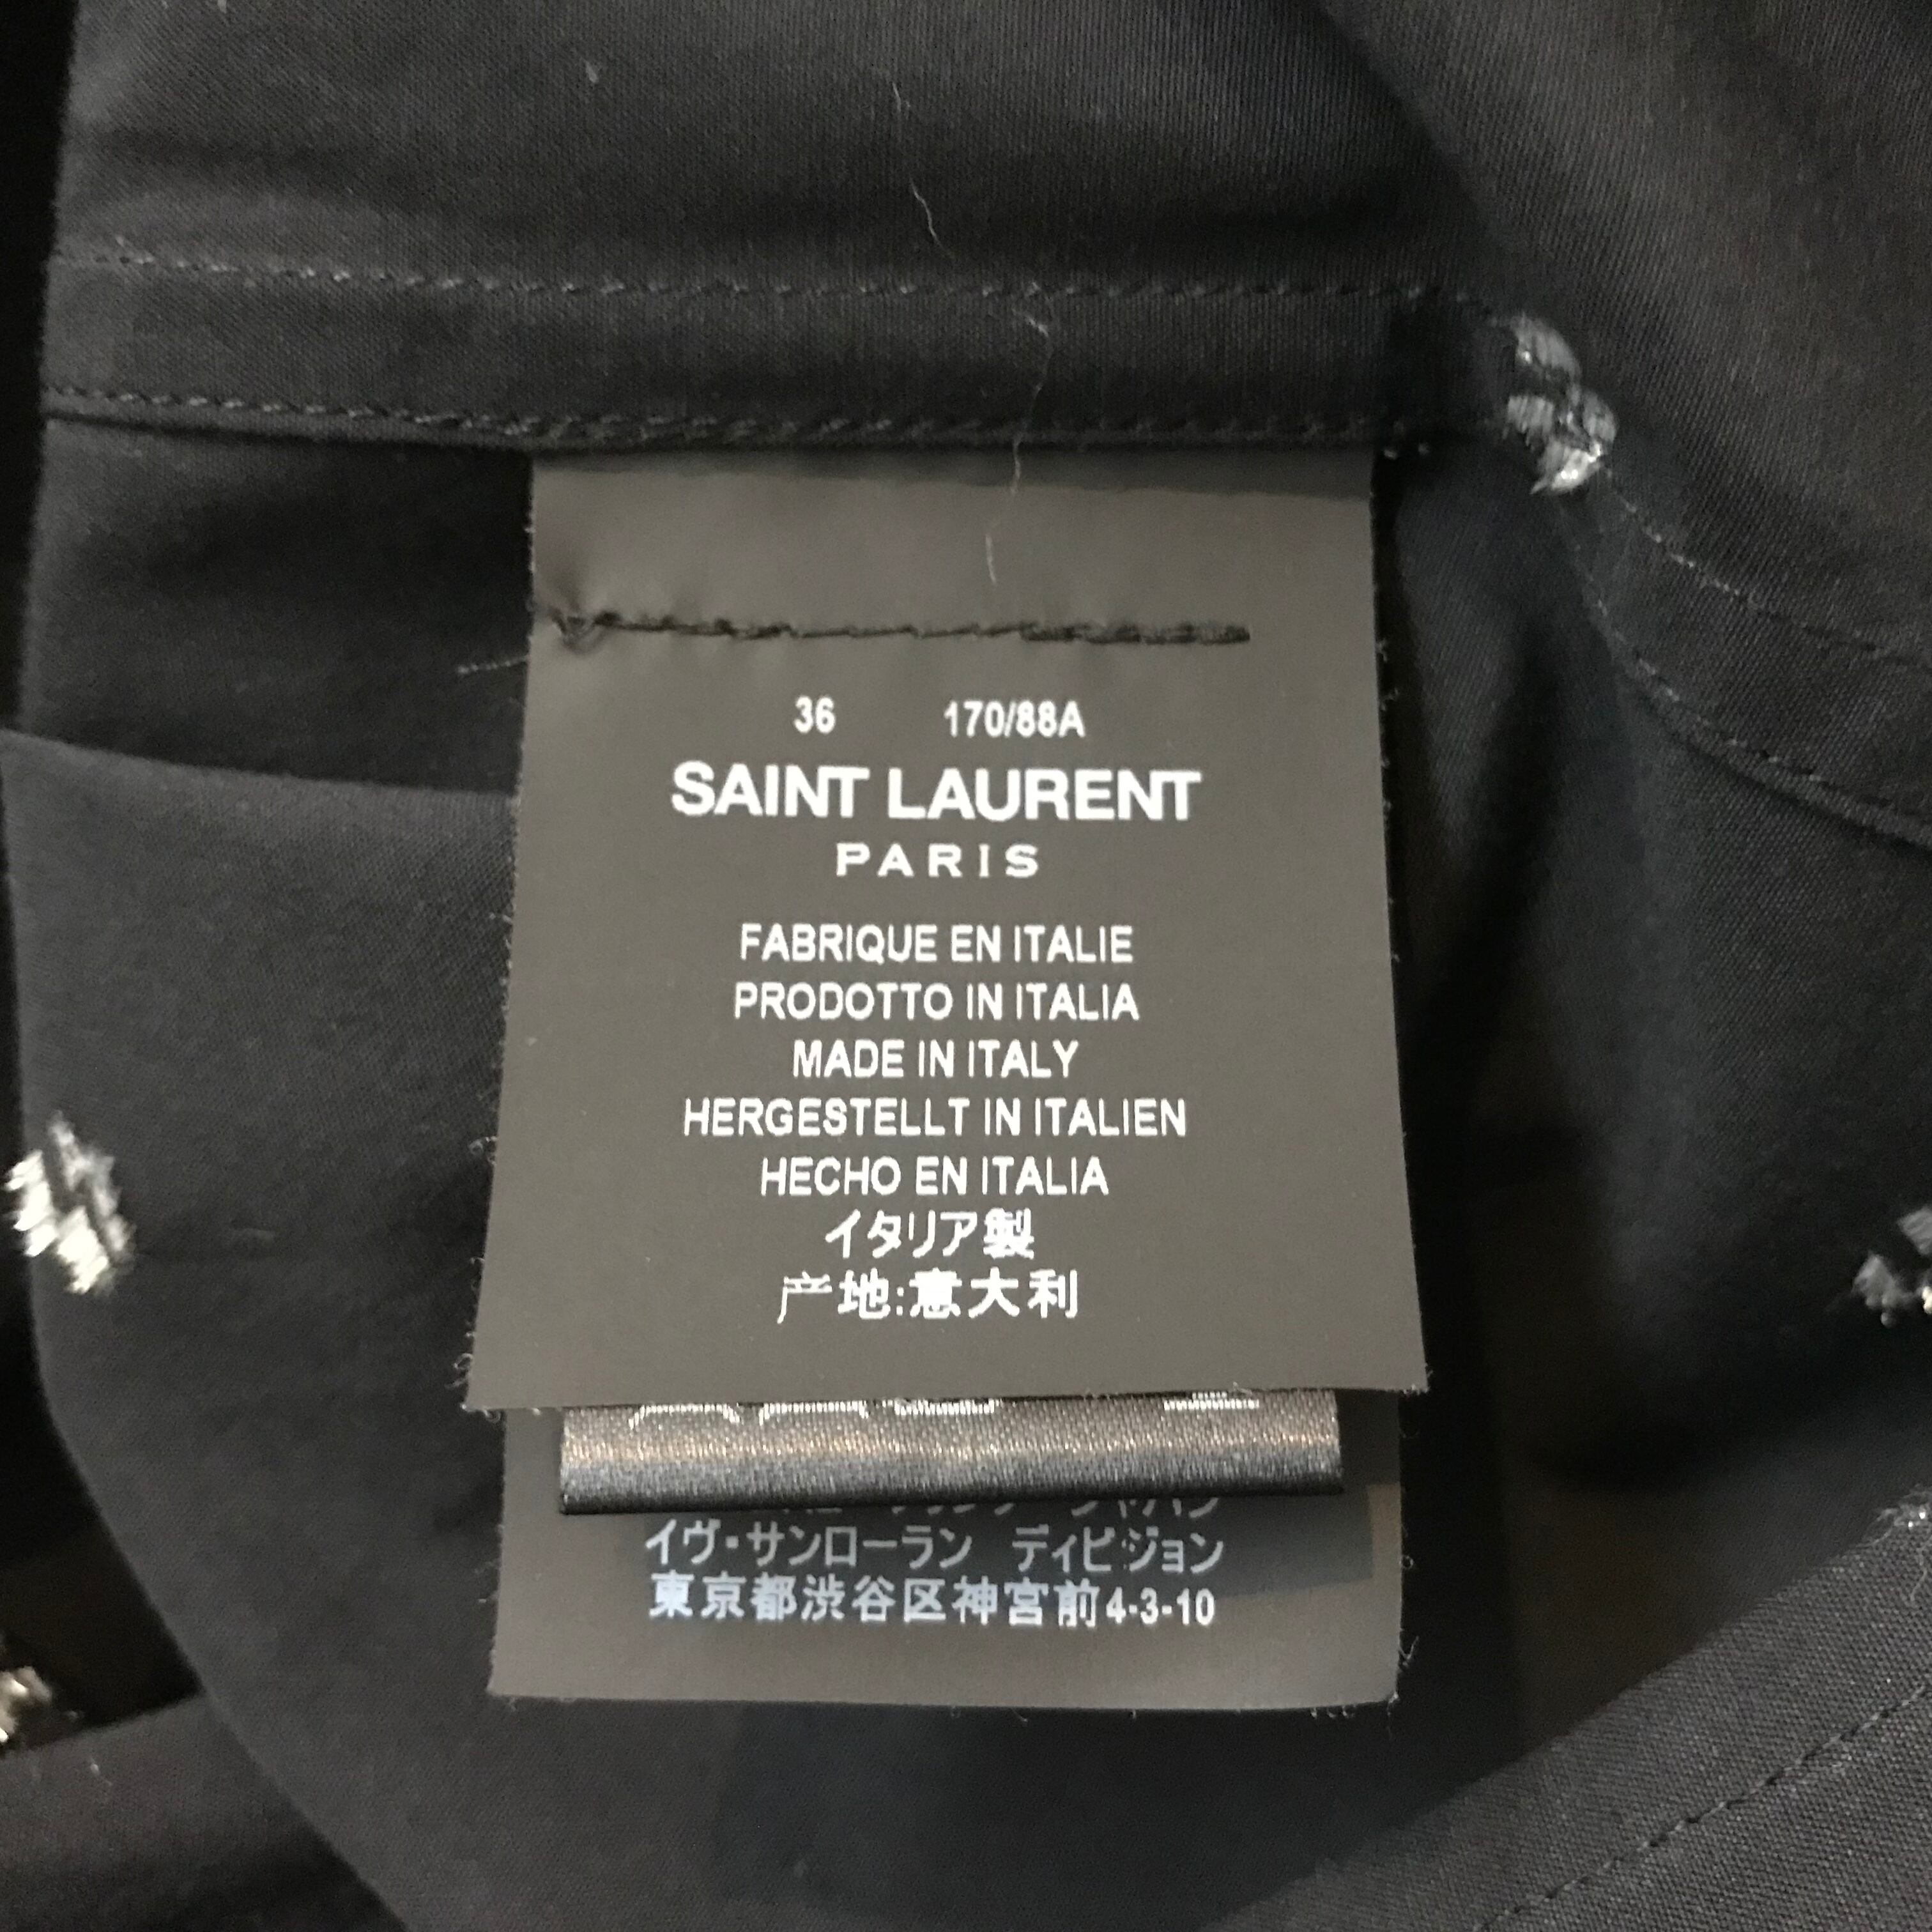 36 170/88A
SAINT LAURENT
PARIS
FABRIQUE EN ITALIE
PRODOTTO IN ITALIA
MADE IN ITALY
HERGESTELLT IN ITALIEN
HECHO EN ITALIA
イタリア製
产地:意大利
イヴ・サンローラン ディビジョン
東京都渋谷区神宮前4-3-10